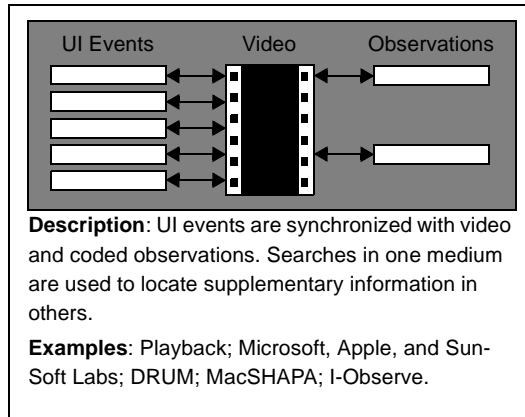 UI Events Video Observations
Description: UI events are synchronized with video
and coded observations. Searches in one medium
are used to locate supplementary information in
others.
Examples: Playback; Microsoft, Apple, and Sun-
Soft Labs; DRUM; MacSHAPA; I-Observe.